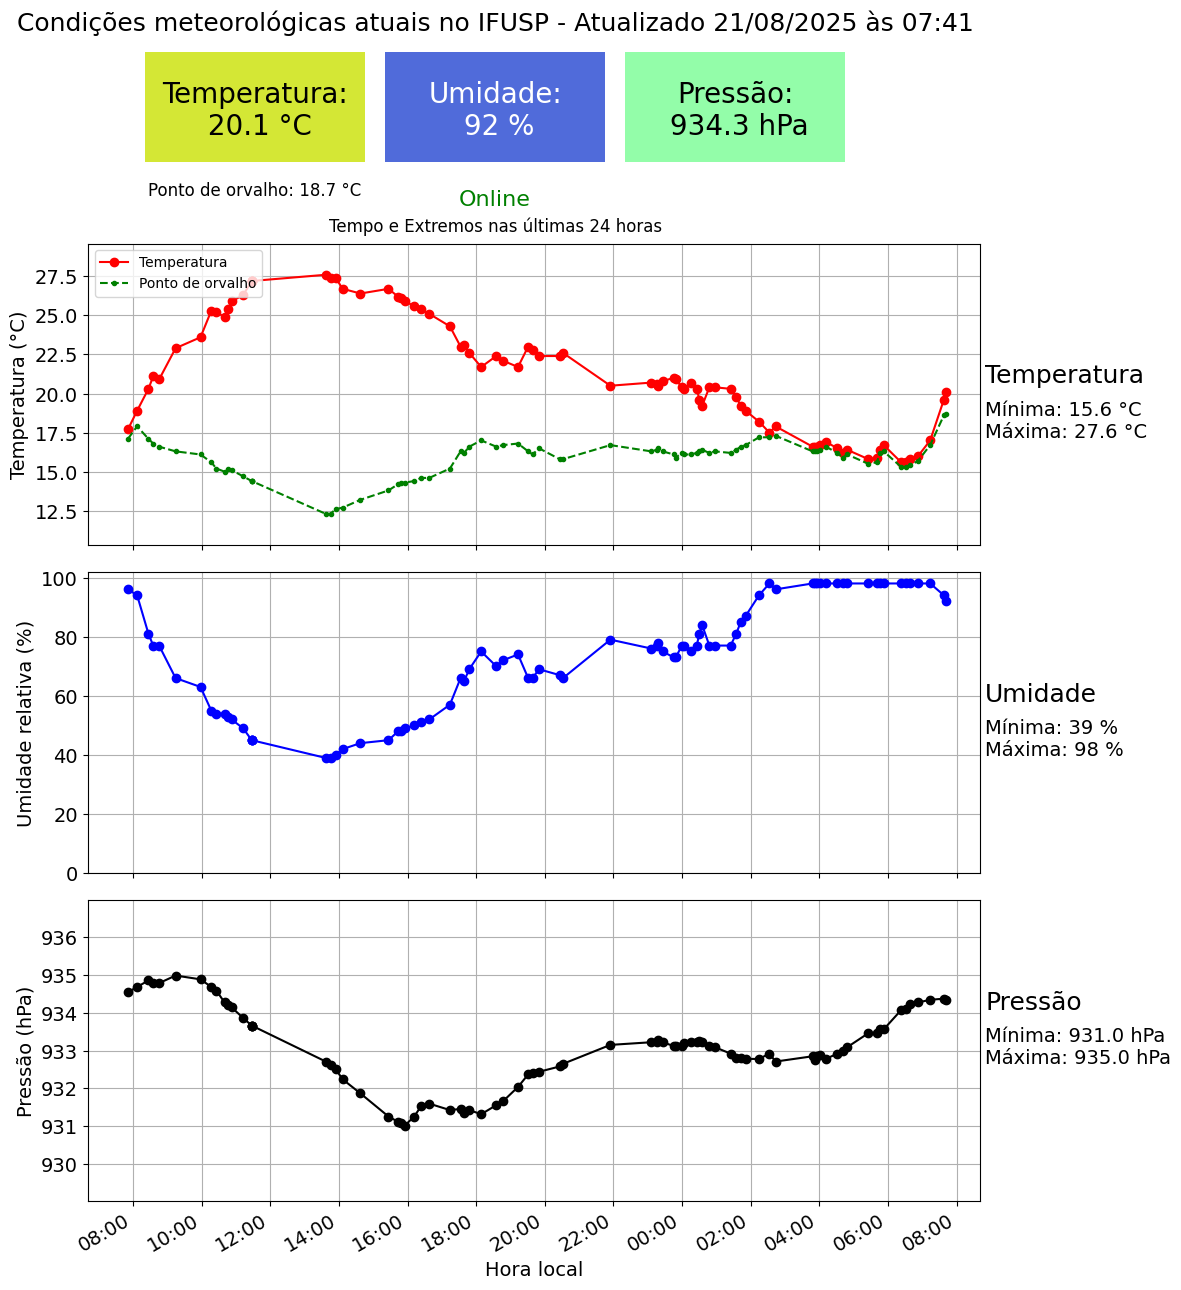 Condições meteorológicas atuais no IFUSP - Atualizado 21/08/2025 às 07:41
Temperatura:
20.1 °C
Umidade:
92 %
Pressão:
934.3 hPa
Ponto de orvalho: 18.7 °C
Online
Tempo e Extremos nas últimas 24 horas
Temperatura
Ponto de orvalho
Temperatura (°C)
27.5
25.0
22.5
20.0
17.5
15.0
12.5
Temperatura
Mínima: 15.6 °C
Máxima: 27.6 °C
Umidade relativa (%)
100
80
60
40
20
0
Umidade
Mínima: 39 %
Máxima: 98 %
Pressão (hPa)
936
935
934
933
932
931
930
Pressão
Mínima: 931.0 hPa
Máxima: 935.0 hPa
08:00
10:00
12:00
14:00
16:00
18:00
20:00
22:00
00:00
02:00
04:00
06:00
08:00
Hora local